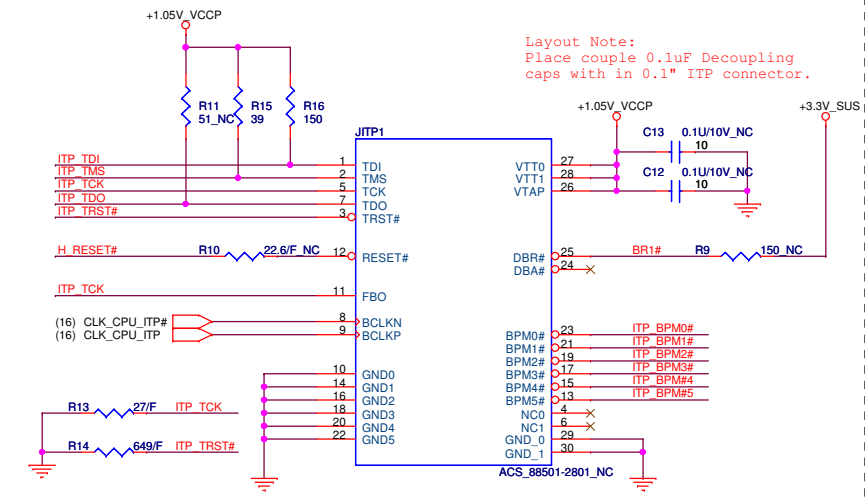 +1.05V_VCCP
Layout Note:
Place couple 0.1uF Decoupling
caps with in 0.1" ITP connector.
R11
51_NC
R15
39
R16
150
+1.05V_VCCP
+3.3V_SUS
JITP1
C13 0.1U/10V_NC
10
C12 0.1U/10V_NC
10
ITP_TDI 1 TDI
ITP_TMS 2 TMS
ITP_TCK 5 TCK
ITP_TDO 7 TDO
ITP_TRST# 3 TRST#
VTT0 27
VTT1 28
VTAP 26
H_RESET# R10 22.6/F_NC 12 RESET#
DBR# 25 BR1# R9 150_NC
DBA# 24
ITP_TCK 11 FBO
(16) CLK_CPU_ITP# 8 BCLKN
(16) CLK_CPU_ITP 9 BCLKP
BPM0# 23 ITP_BPM0#
BPM1# 21 ITP_BPM1#
BPM2# 19 ITP_BPM2#
BPM3# 17 ITP_BPM3#
BPM4# 15 ITP_BPM#4
BPM5# 13 ITP_BPM#5
10 GND0
14 GND1
16 GND2
18 GND3
20 GND4
22 GND5
NC0 4
NC1 6
GND_0 29
GND_1 30
R13 27/F ITP_TCK
R14 649/F ITP_TRST#
ACS_88501-2801_NC